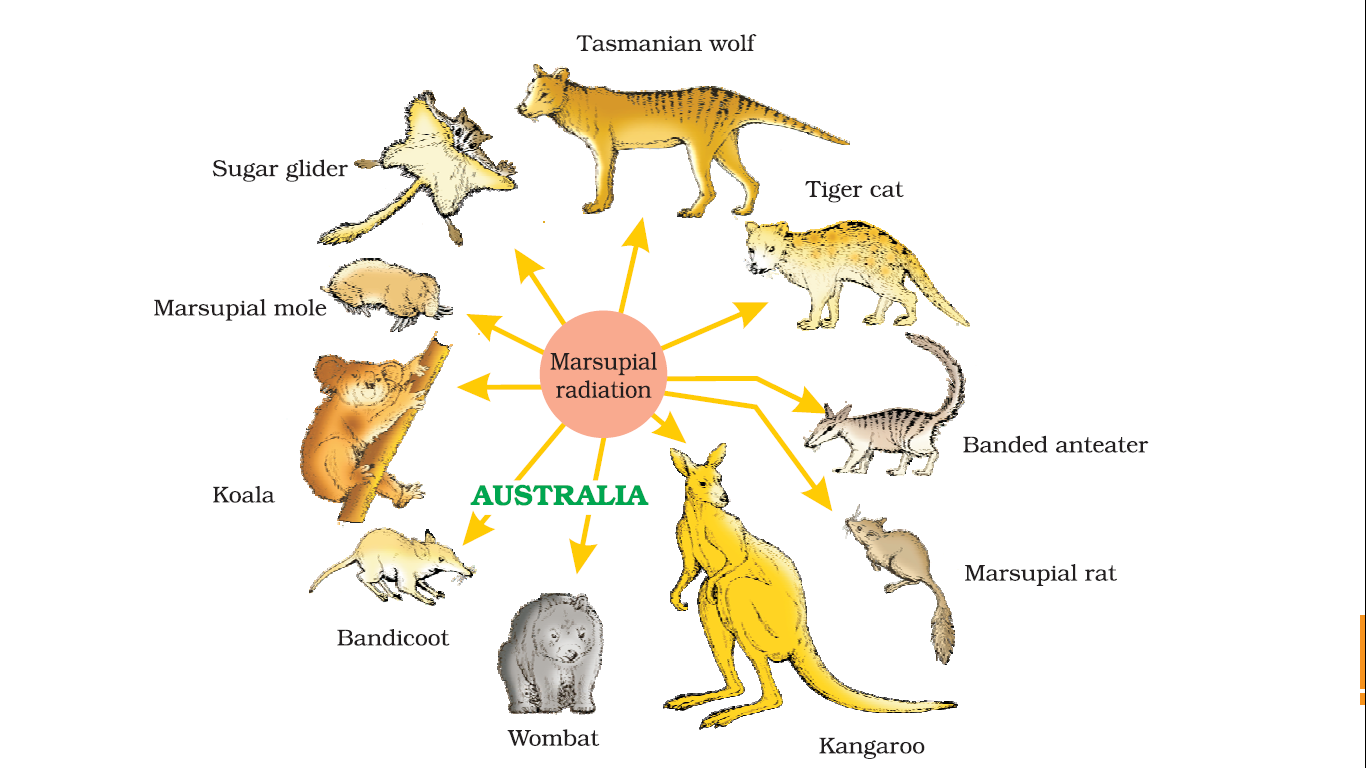 Tasmanian wolf
Sugar glider
Tiger cat
Marsupial mole
Marsupial
radiation
Banded anteater
Koala
AUSTRALIA
Marsupial rat
Bandicoot
Wombat
Kangaroo